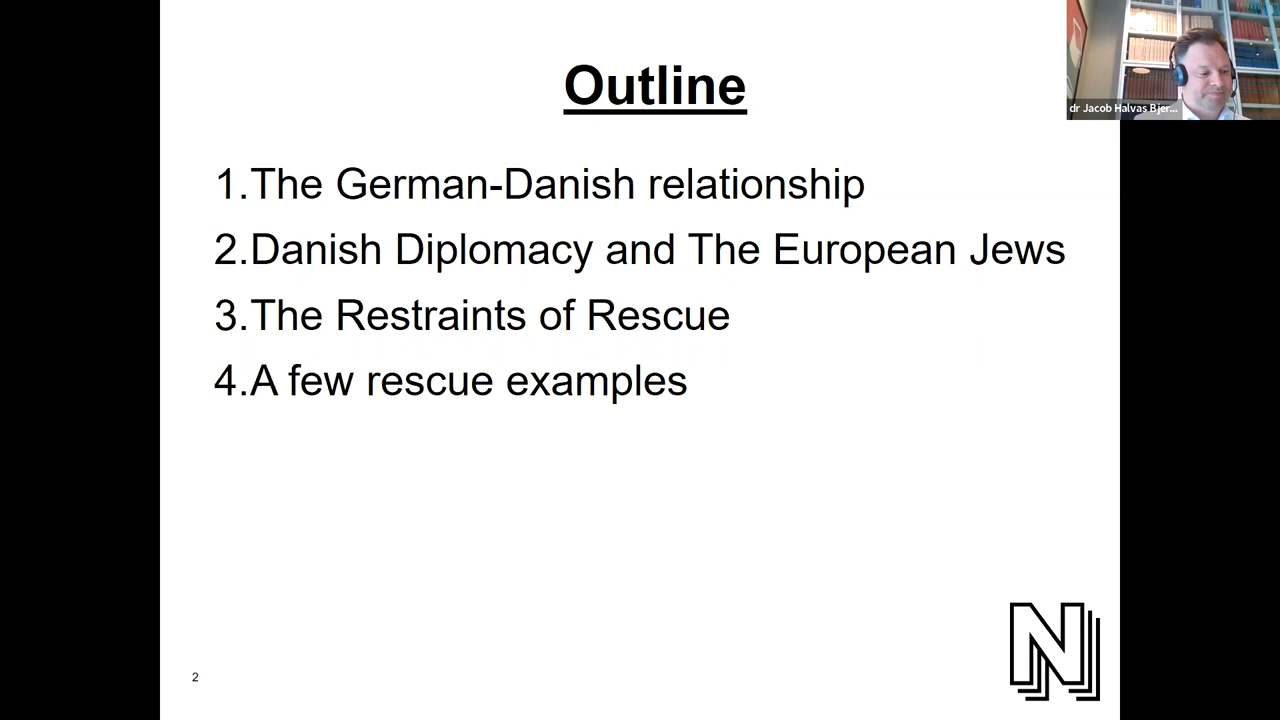 Outline
dr Jacob Halvas Bjer...
1.The German-Danish relationship
2.Danish Diplomacy and The European Jews
3.The Restraints of Rescue
4.A few rescue examples
N
2